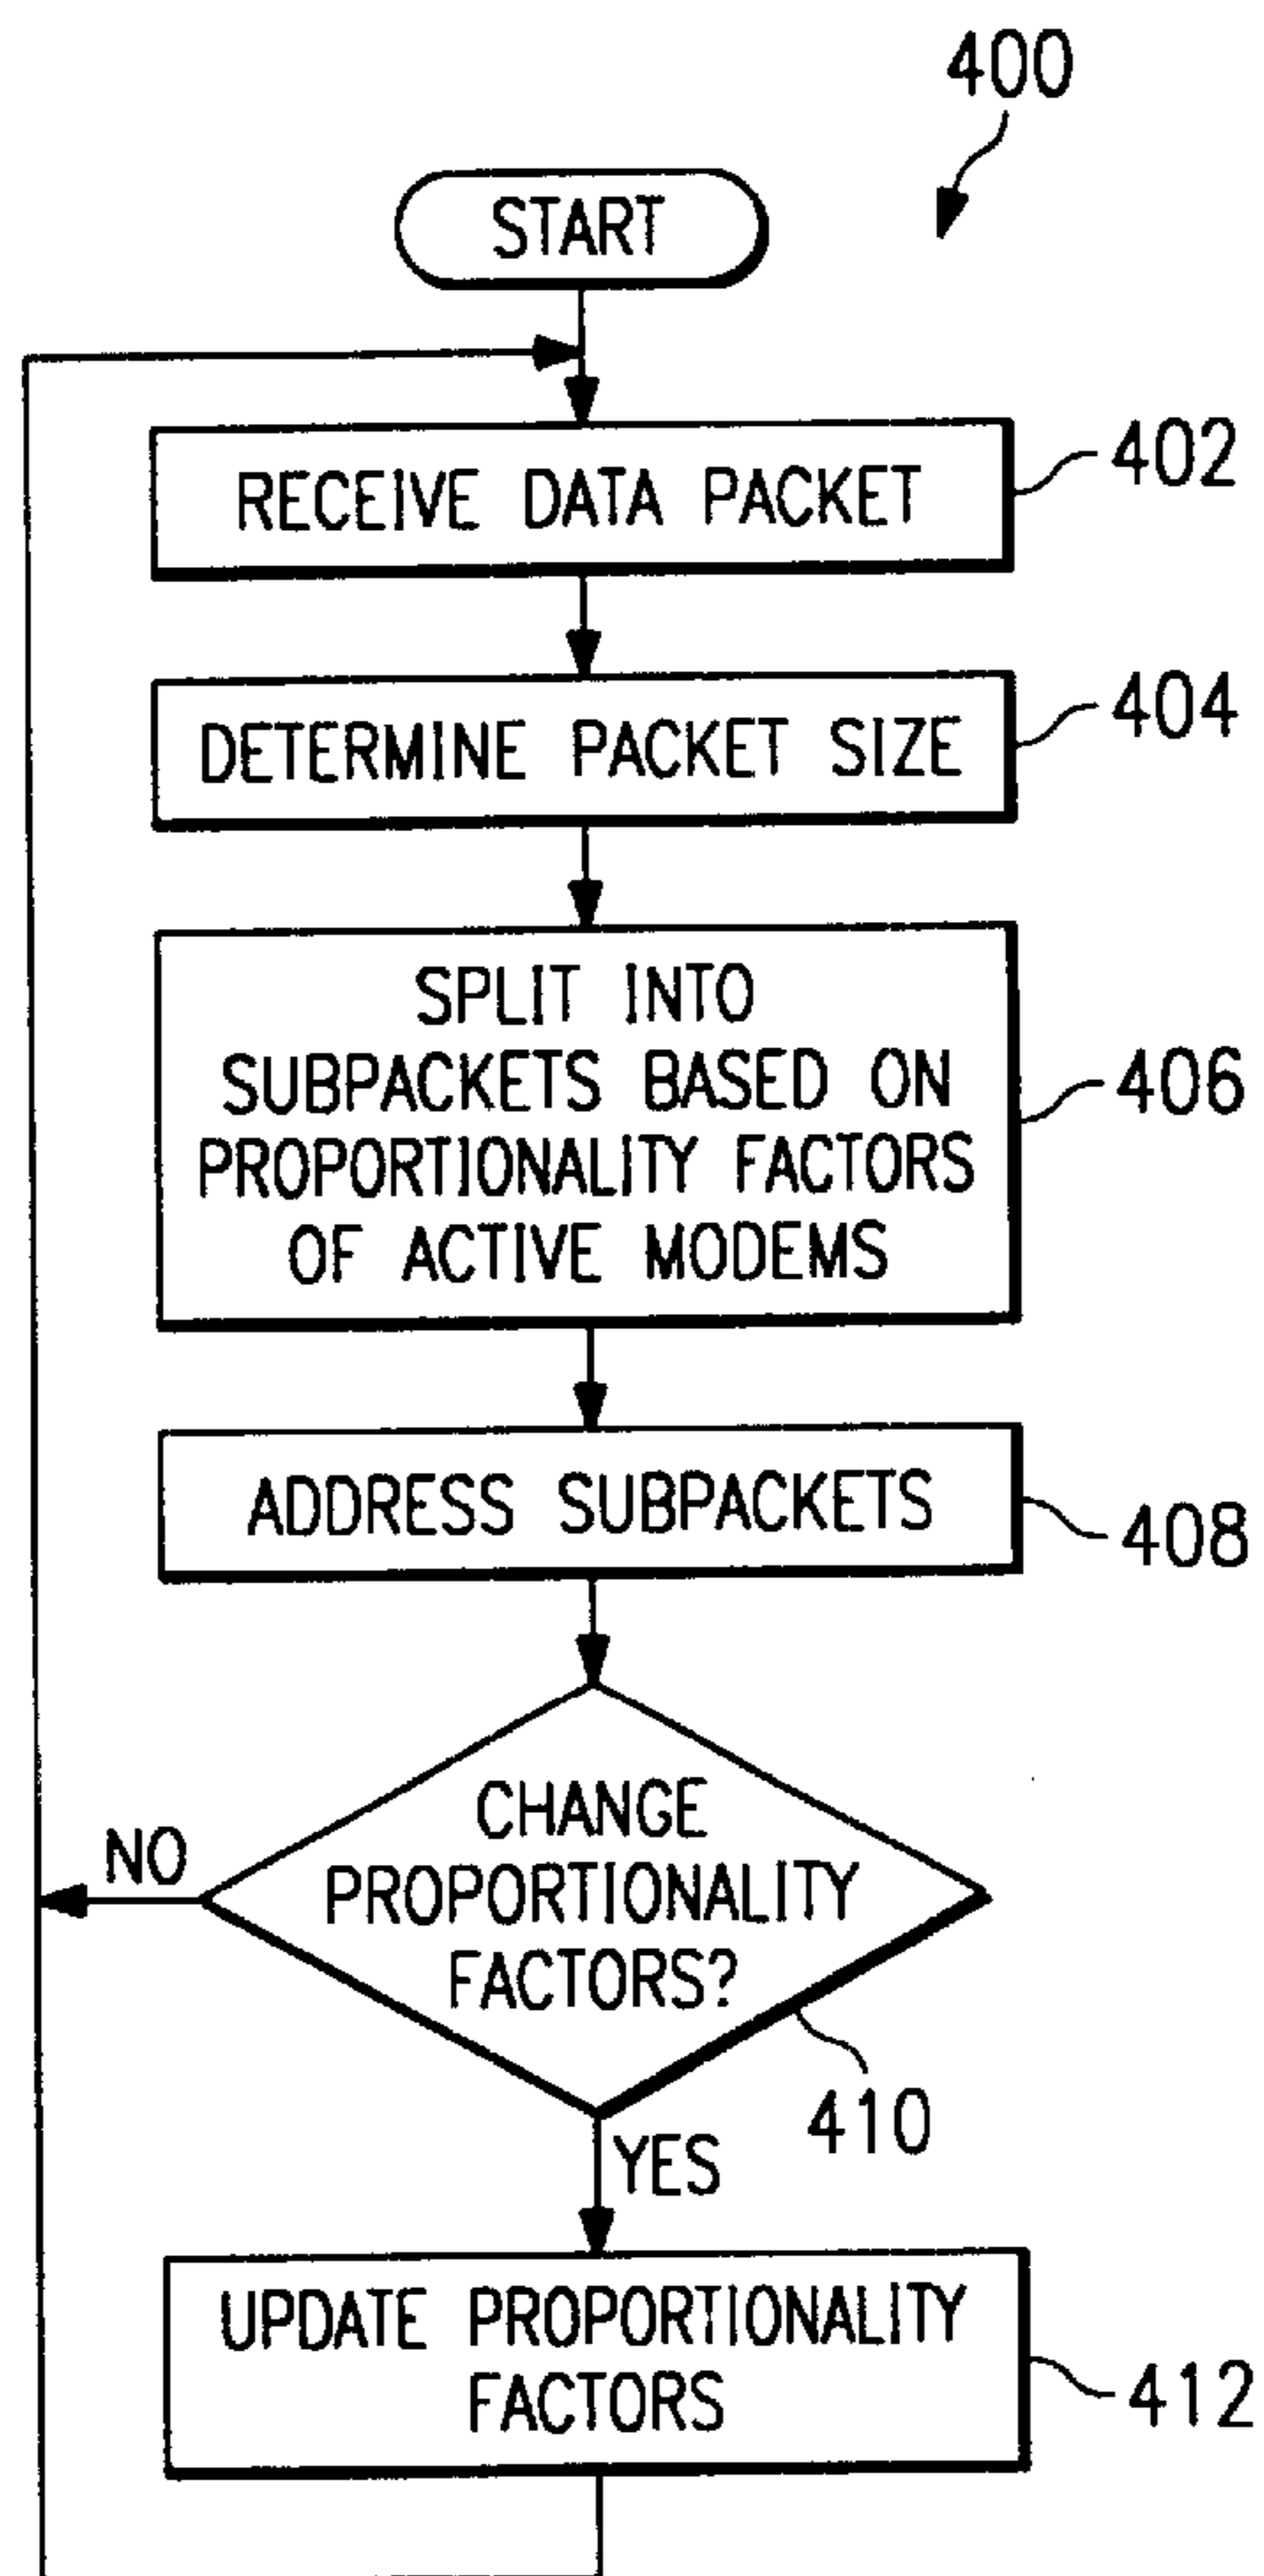 400
START
RECEIVE DATA PACKET
402
DETERMINE PACKET SIZE
404
SPLIT INTO
SUBPACKETS BASED ON
PROPORTIONALITY FACTORS
OF ACTIVE MODEMS
406
ADDRESS SUBPACKETS
408
CHANGE
PROPORTIONALITY
FACTORS?
NO
410
YES
UPDATE PROPORTIONALITY
FACTORS
412